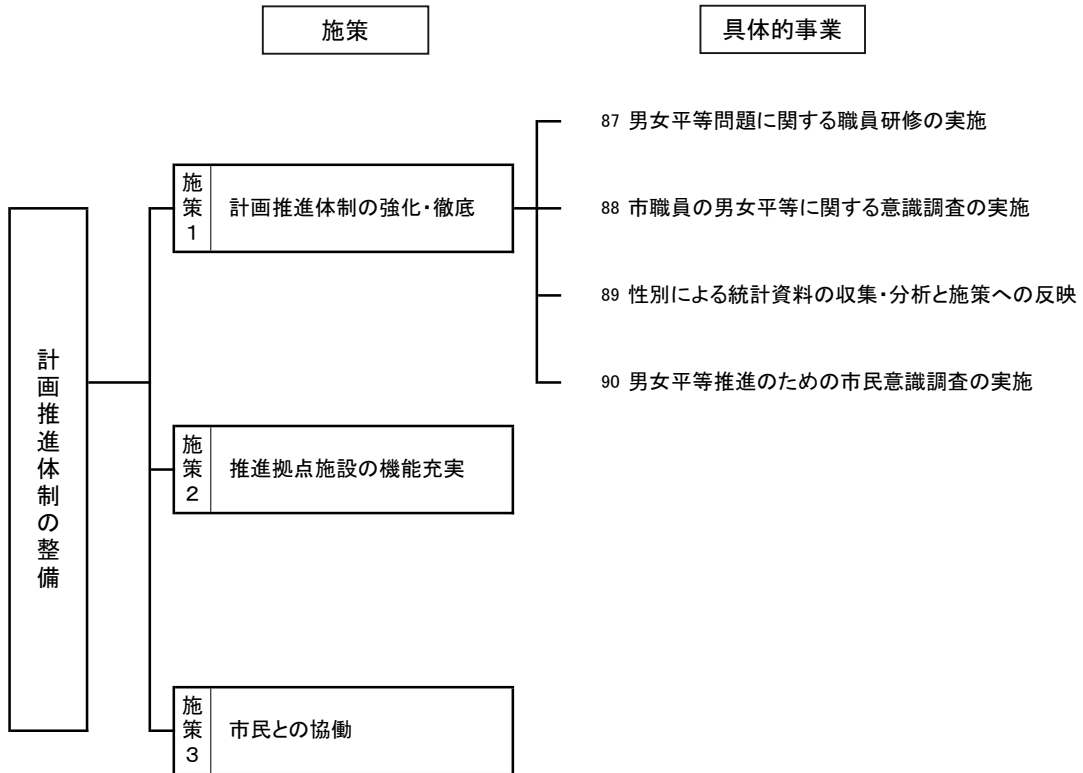 施策
具体的事業
計画推進体制の整備
施策1
計画推進体制の強化・徹底
87 男女平等問題に関する職員研修の実施
88 市職員の男女平等に関する意識調査の実施
89 性別による統計資料の収集・分析と施策への反映
90 男女平等推進のための市民意識調査の実施
施策2
推進拠点施設の機能充実
施策3
市民との協働